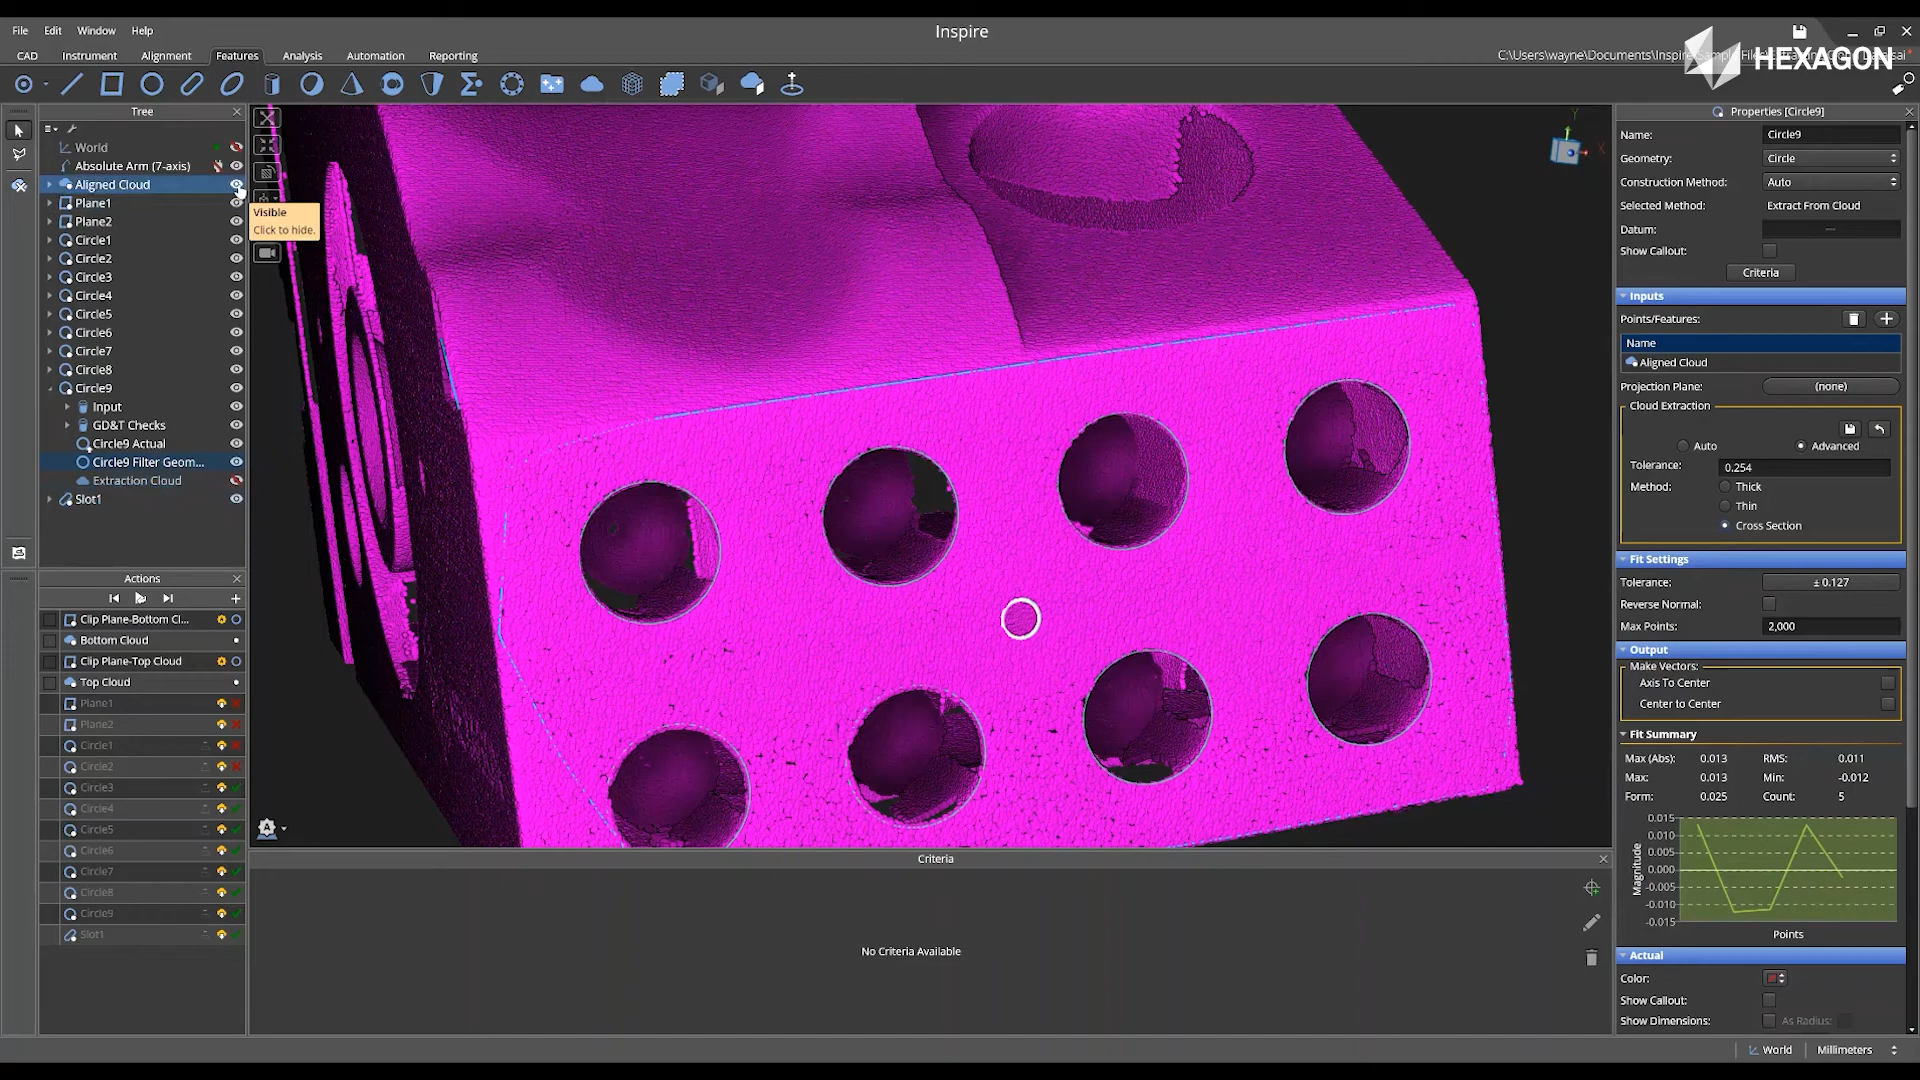 File Edit Window Help
Inspire
CAD Instrument Alignment Features Analysis Automation Reporting
C:\Users\wayne\Documents\Inspire
HEXAGON
Tree
World
Absolute Arm (7-axis)
Aligned Cloud
Plane1
Plane2
Circle1
Circle2
Circle3
Circle4
Circle5
Circle6
Circle7
Circle8
Circle9
Input
GD&T Checks
Circle9 Actual
Circle9 Filter Geom...
Extraction Cloud
Slot1
Visible
Click to hide.
Actions
Clip Plane-Bottom Cl...
Bottom Cloud
Clip Plane-Top Cloud
Top Cloud
Plane1
Plane2
Circle1
Circle2
Circle3
Circle4
Circle5
Circle6
Circle7
Circle8
Circle9
Slot1
Criteria
No Criteria Available
Properties [Circle9]
Name: Circle9
Geometry: Circle
Construction Method: Auto
Selected Method: Extract From Cloud
Datum: —
Show Callout:
Criteria
Inputs
Points/Features:
Name
Aligned Cloud
Projection Plane: (none)
Cloud Extraction
Auto Advanced
Tolerance: 0.254
Method: Thick
Thin
Cross Section
Fit Settings
Tolerance: ± 0.127
Reverse Normal:
Max Points: 2,000
Output
Make Vectors:
Axis To Center
Center to Center
Fit Summary
Max (Abs): 0.013 RMS: 0.011
Max: 0.013 Min: -0.012
Form: 0.025 Count: 5
Magnitude
0.015
0.010
0.005
0.000
-0.005
-0.010
-0.015
Points
Actual
Color:
Show Callout:
Show Dimensions: As Radius:
World Millimeters